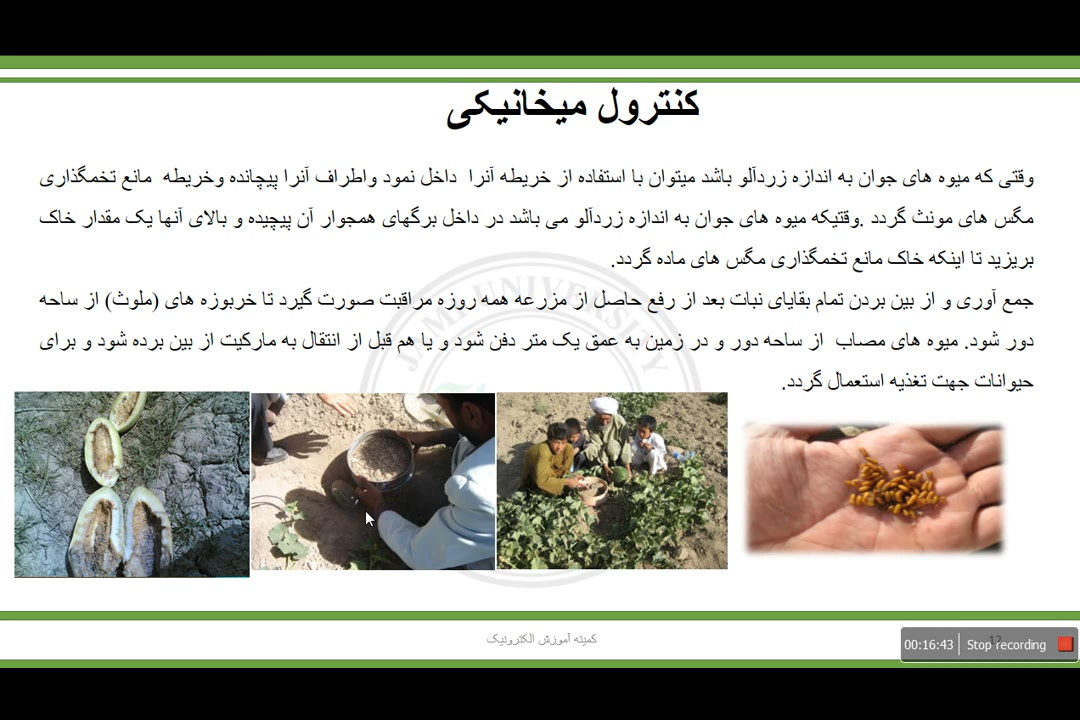 کنترول میخانیکی
وقتی که میوه های جوان به اندازه زردآلو باشد میتوان با استفاده از خریطه آنرا داخل نمود واطراف آنرا پیچانده وخریطه مانع تخمگذاری
مگس های مونث گردد .وقتیکه میوه های جوان به اندازه زردآلو می باشد در داخل برگهای همجوار آن پیچیده و بالای آنها یک مقدار خاک
بریزید تا اینکه خاک مانع تخمگذاری مگس های ماده گردد.
جمع آوری و از بین بردن تمام بقایای نبات بعد از رفع حاصل از مزرعه همه روزه مراقبت صورت گیرد تا خربوزه های (ملوث) از ساحه
دور شود. میوه های مصاب از ساحه دور و در زمین به عمق یک متر دفن شود و یا هم قبل از انتقال به مارکیت از بین برده شود و برای
حیوانات جهت تغذیه استعمال گردد.
JAMI UNIVERSITY
کمیته آموزش الکترونیک
12
00:16:43 Stop recording